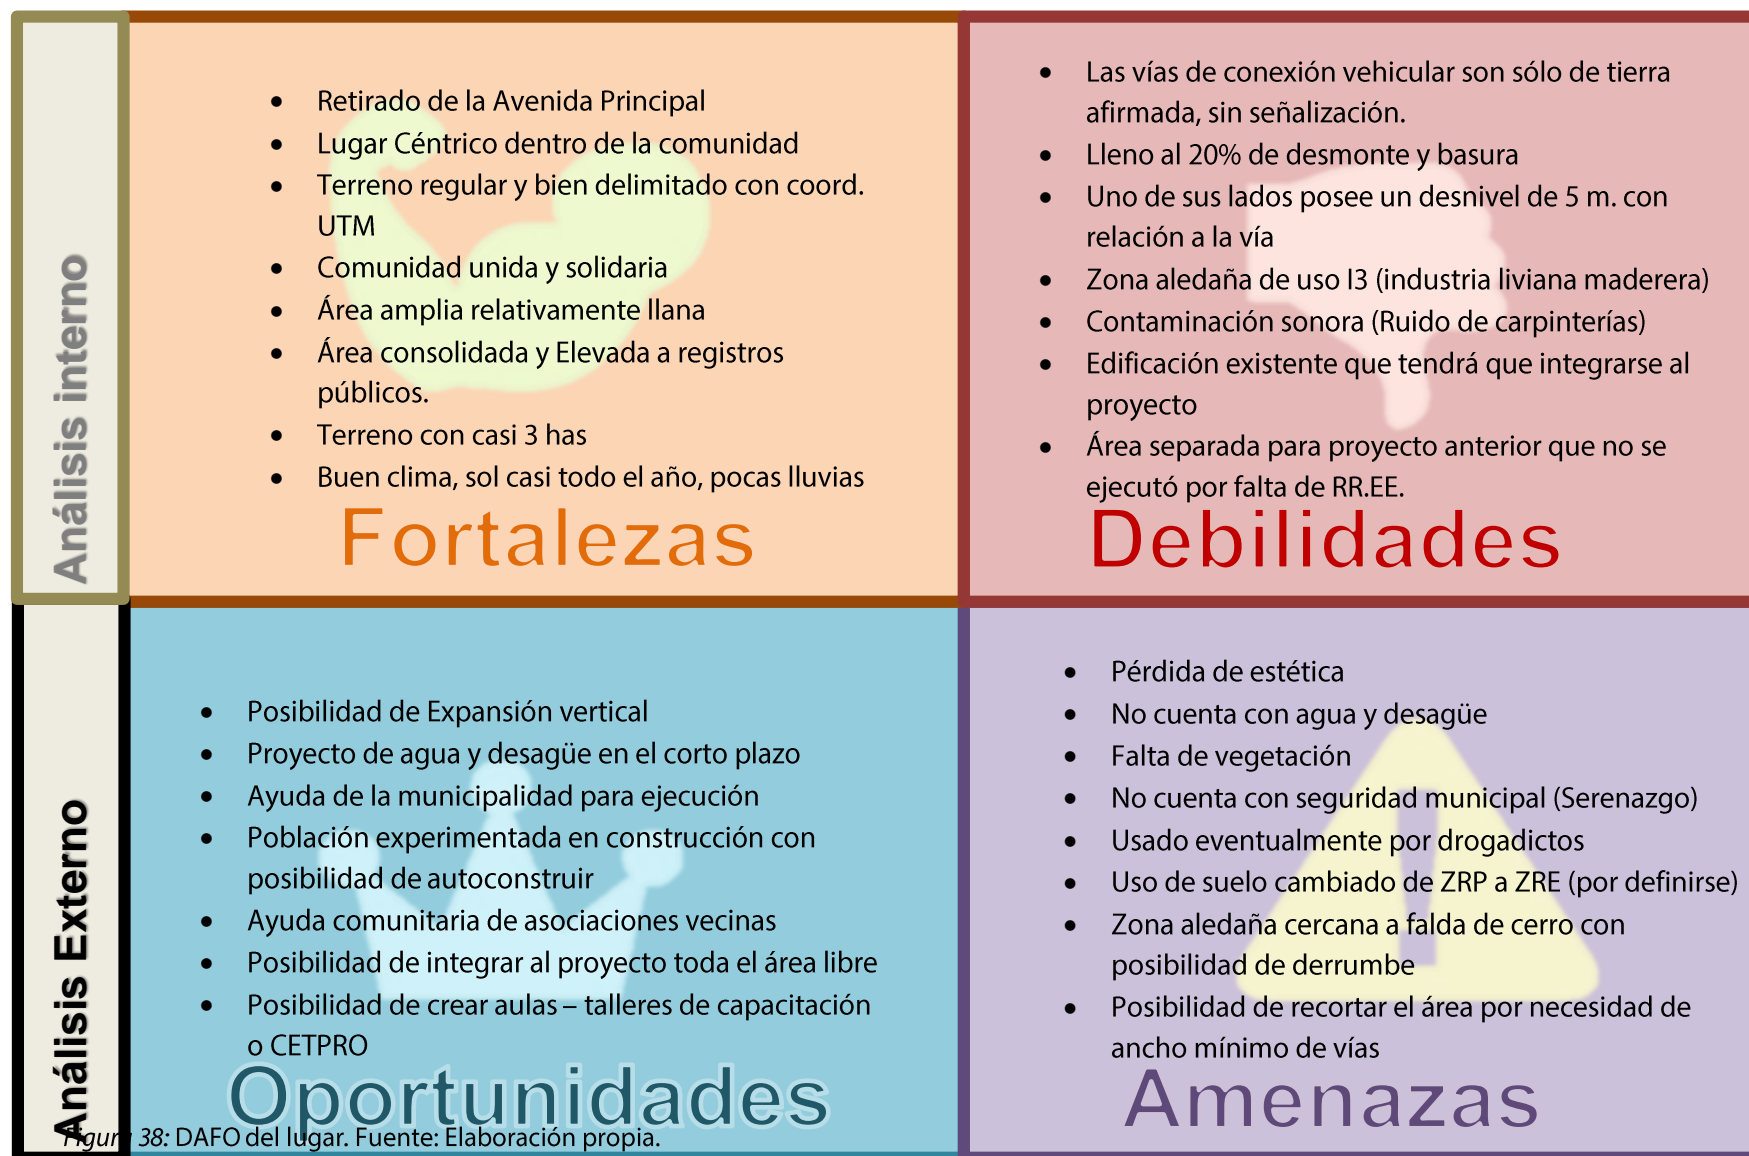 Análisis interno
• Retirado de la Avenida Principal
• Lugar Céntrico dentro de la comunidad
• Terreno regular y bien delimitado con coord.
UTM
• Comunidad unida y solidaria
• Área amplia relativamente llana
• Área consolidada y Elevada a registros
públicos.
• Terreno con casi 3 has
• Buen clima, sol casi todo el año, pocas lluvias
Fortalezas
• Las vías de conexión vehicular son sólo de tierra
afirmada, sin señalización.
• Lleno al 20% de desmonte y basura
• Uno de sus lados posee un desnivel de 5 m. con
relación a la vía
• Zona aledaña de uso I3 (industria liviana maderera)
• Contaminación sonora (Ruido de carpinterías)
• Edificación existente que tendrá que integrarse al
proyecto
• Área separada para proyecto anterior que no se
ejecutó por falta de RR.EE.
Debilidades
Análisis Externo
• Posibilidad de Expansión vertical
• Proyecto de agua y desagüe en el corto plazo
• Ayuda de la municipalidad para ejecución
• Población experimentada en construcción con
posibilidad de autoconstruir
• Ayuda comunitaria de asociaciones vecinas
• Posibilidad de integrar al proyecto toda el área libre
• Posibilidad de crear aulas – talleres de capacitación
o CETPRO
Oportunidades
• Pérdida de estética
• No cuenta con agua y desagüe
• Falta de vegetación
• No cuenta con seguridad municipal (Serenazgo)
• Usado eventualmente por drogadictos
• Uso de suelo cambiado de ZRP a ZRE (por definirse)
• Zona aledaña cercana a falda de cerro con
posibilidad de derrumbe
• Posibilidad de recortar el área por necesidad de
ancho mínimo de vías
Amenazas
Figura 38: DAFO del lugar. Fuente: Elaboración propia.